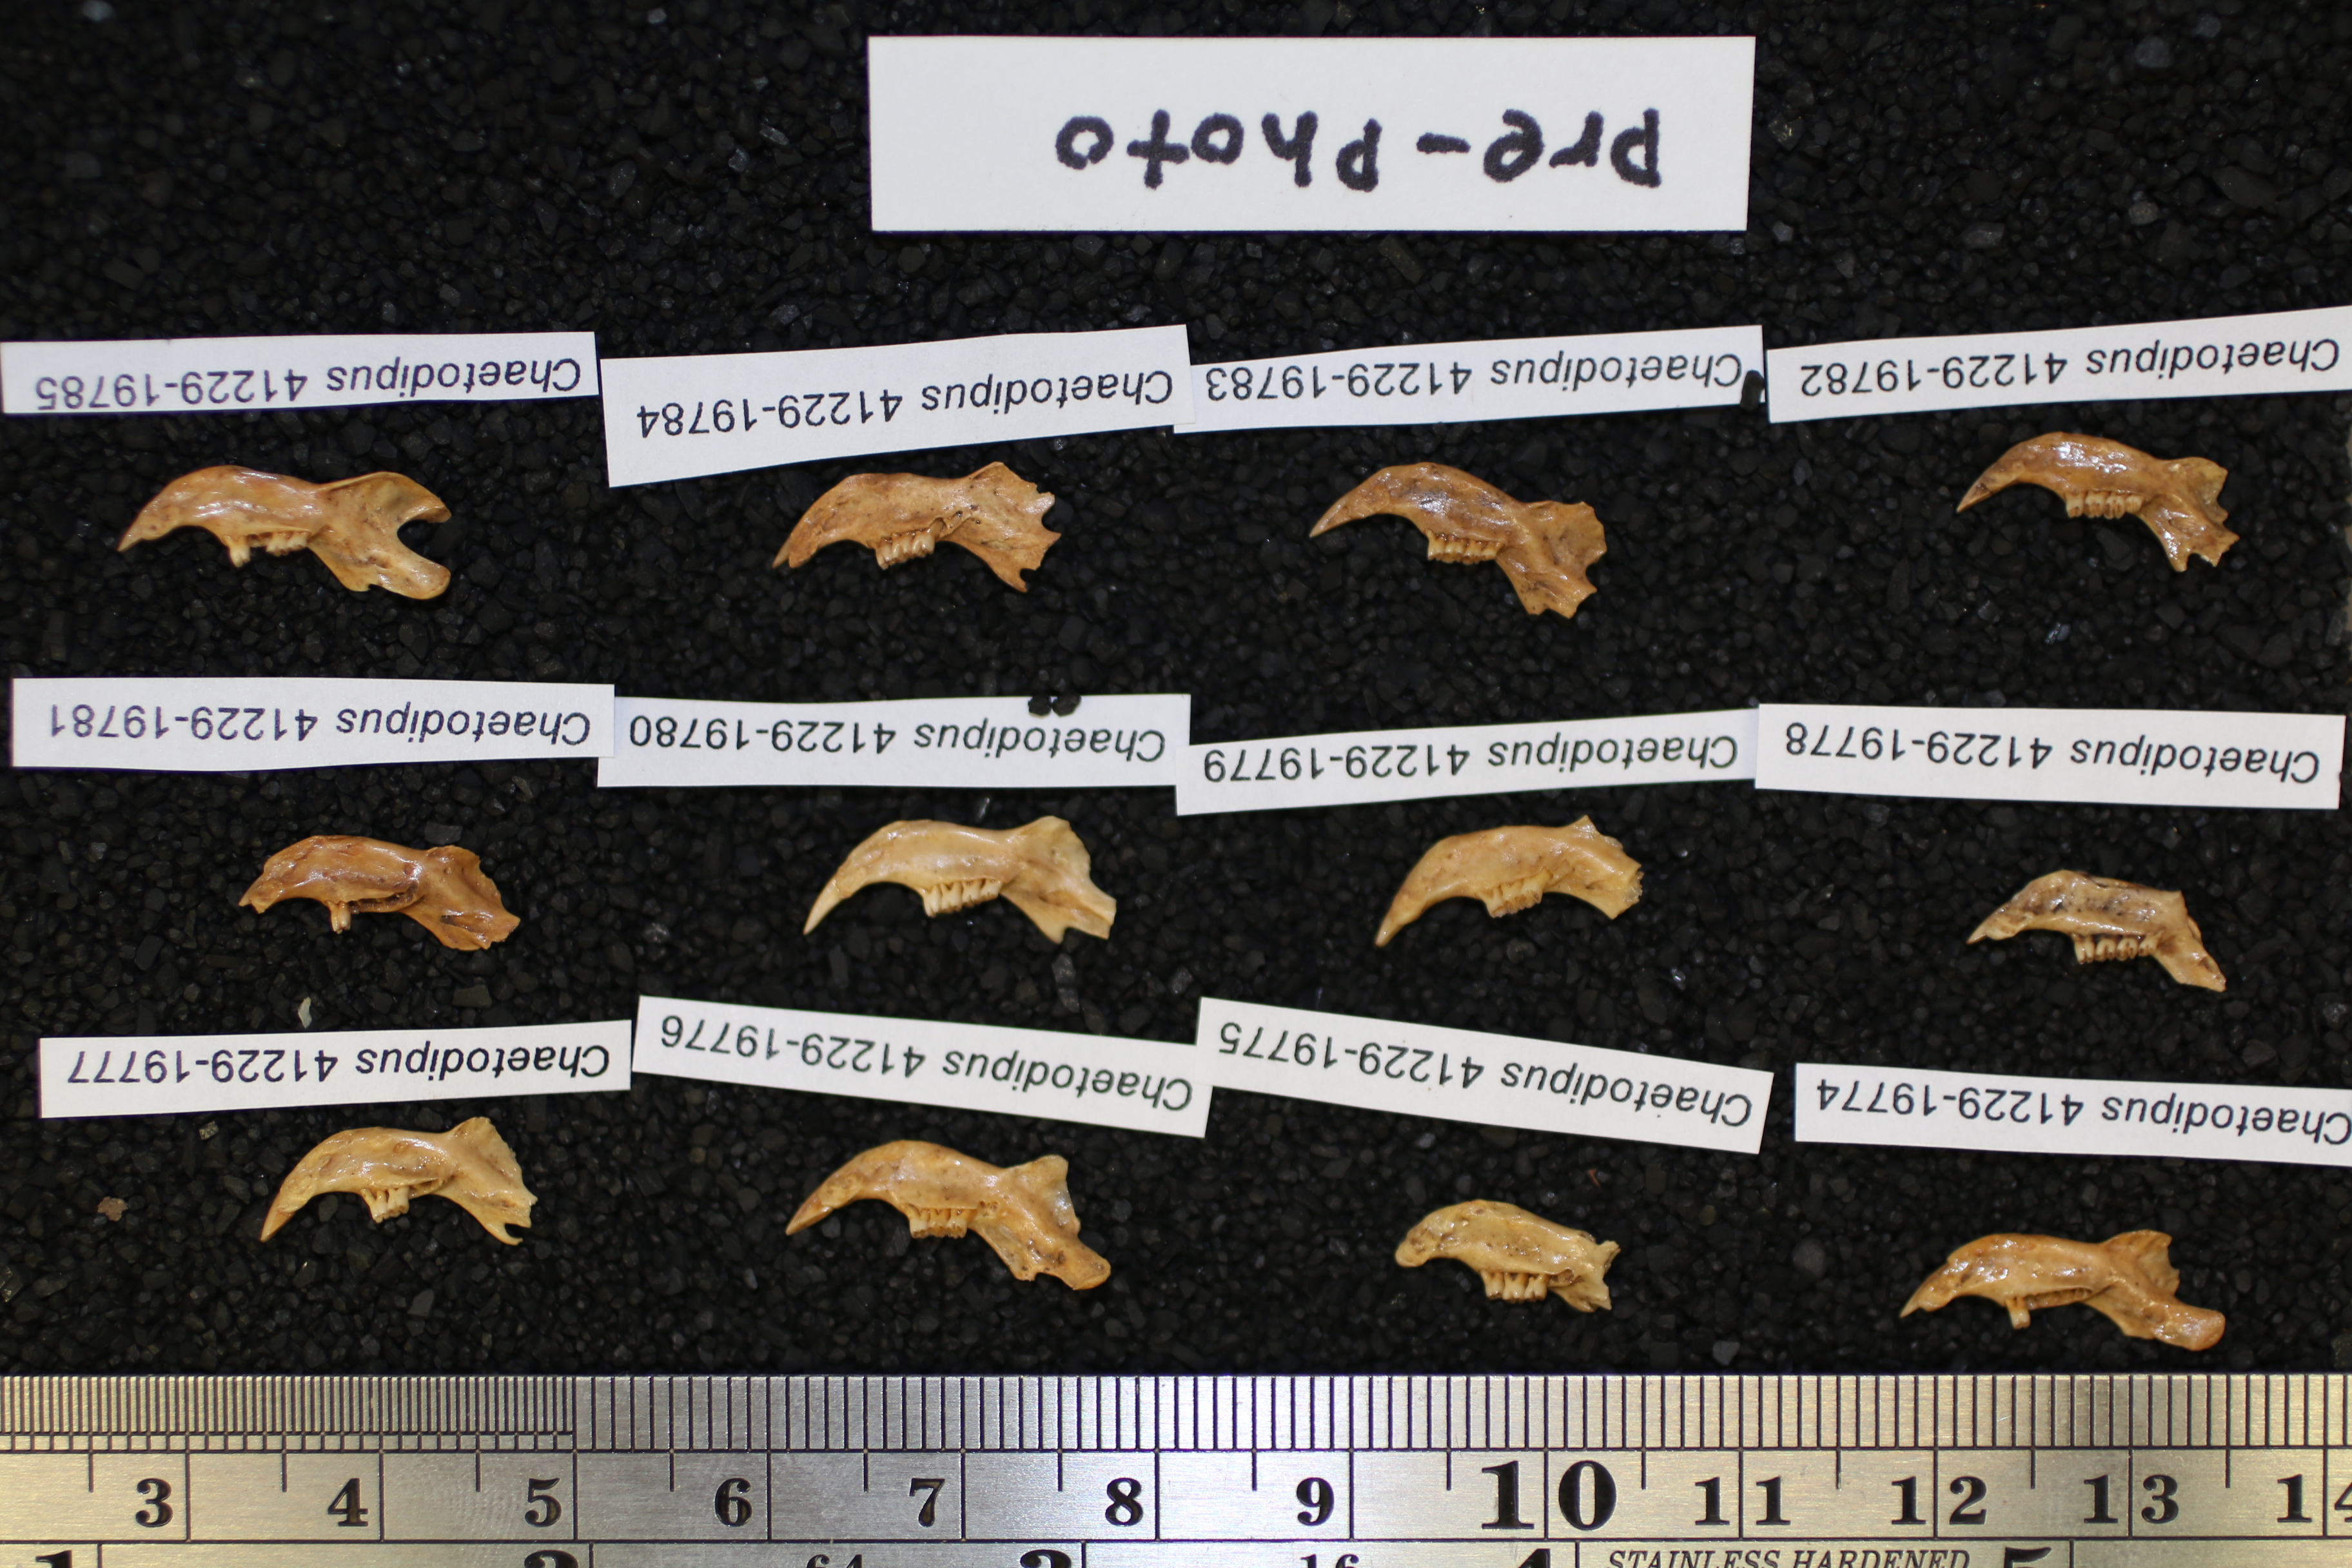 Pre-Photo
Chaetodipus 41229-19785
Chaetodipus 41229-19784
Chaetodipus 41229-19783
Chaetodipus 41229-19782
Chaetodipus 41229-19781
Chaetodipus 41229-19780
Chaetodipus 41229-19779
Chaetodipus 41229-19778
Chaetodipus 41229-19777
Chaetodipus 41229-19776
Chaetodipus 41229-19775
Chaetodipus 41229-19774
3 4 5 6 7 8 9 10 11 12 13 14
STAINLESS HARDENED